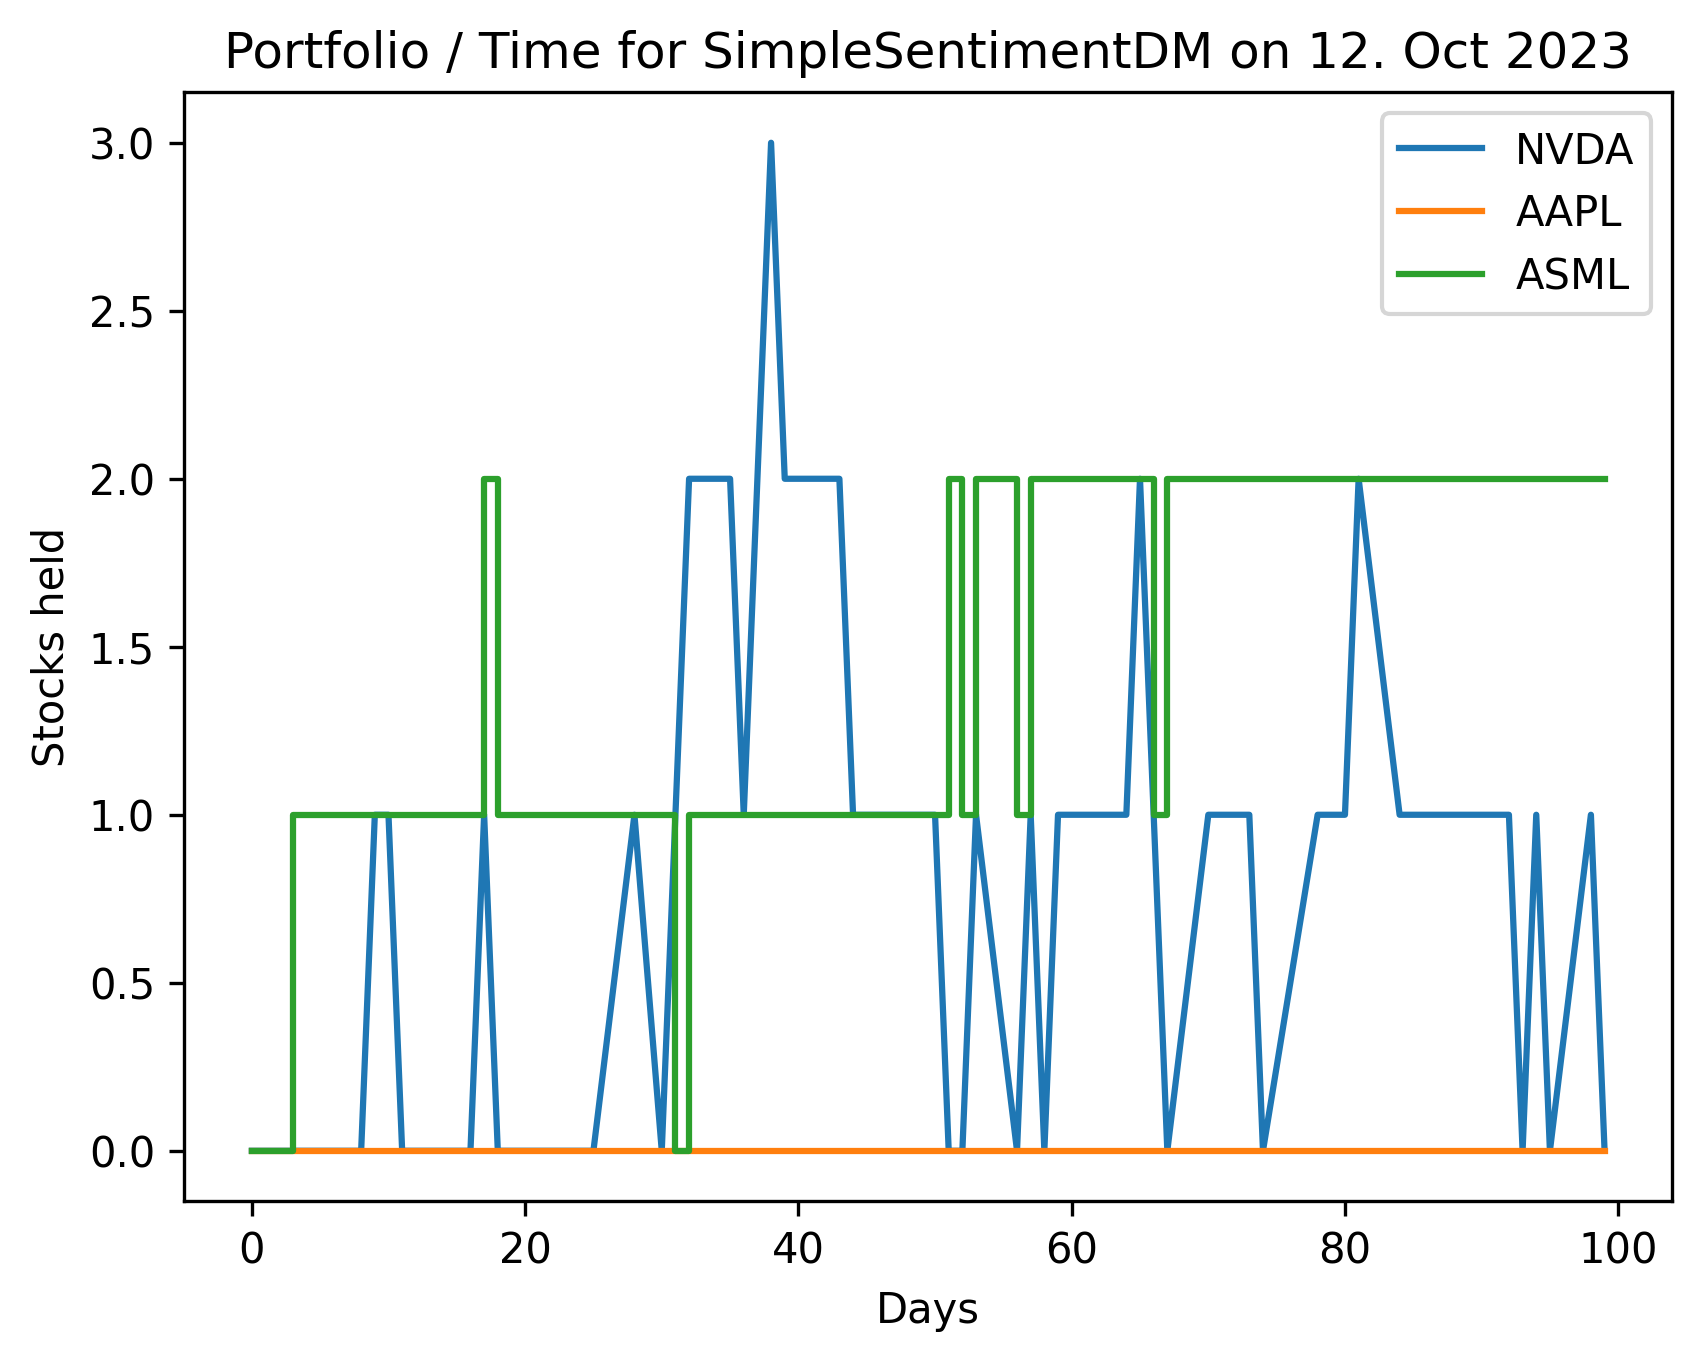 Portfolio / Time for SimpleSentimentDM on 12. Oct 2023
NVDA
AAPL
ASML
Stocks held
3.0
2.5
2.0
1.5
1.0
0.5
0.0
0 20 40 60 80 100
Days